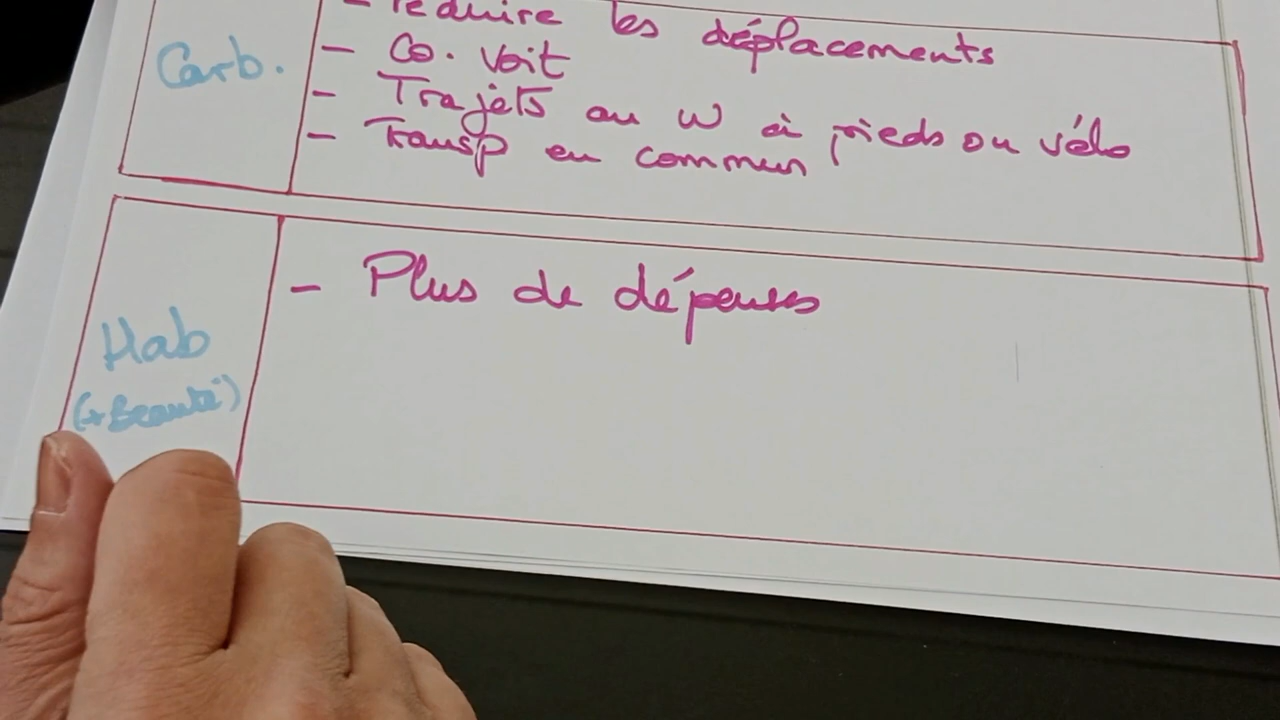 - réduire les déplacements
Carb.
- Co. Voit
- Trajets au W à pieds ou vélo
- Transp en commun
- Plus de dépenses
Hab
(+ Beauté)